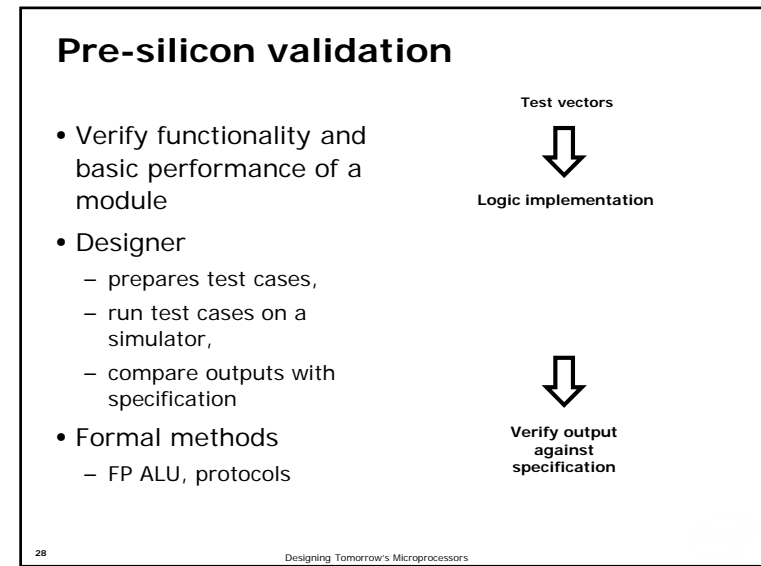 Pre-silicon validation
• Verify functionality and
basic performance of a
module
• Designer
– prepares test cases,
– run test cases on a
simulator,
– compare outputs with
specification
• Formal methods
– FP ALU, protocols
Test vectors
Logic implementation
Verify output
against
specification
28
Designing Tomorrow's Microprocessors